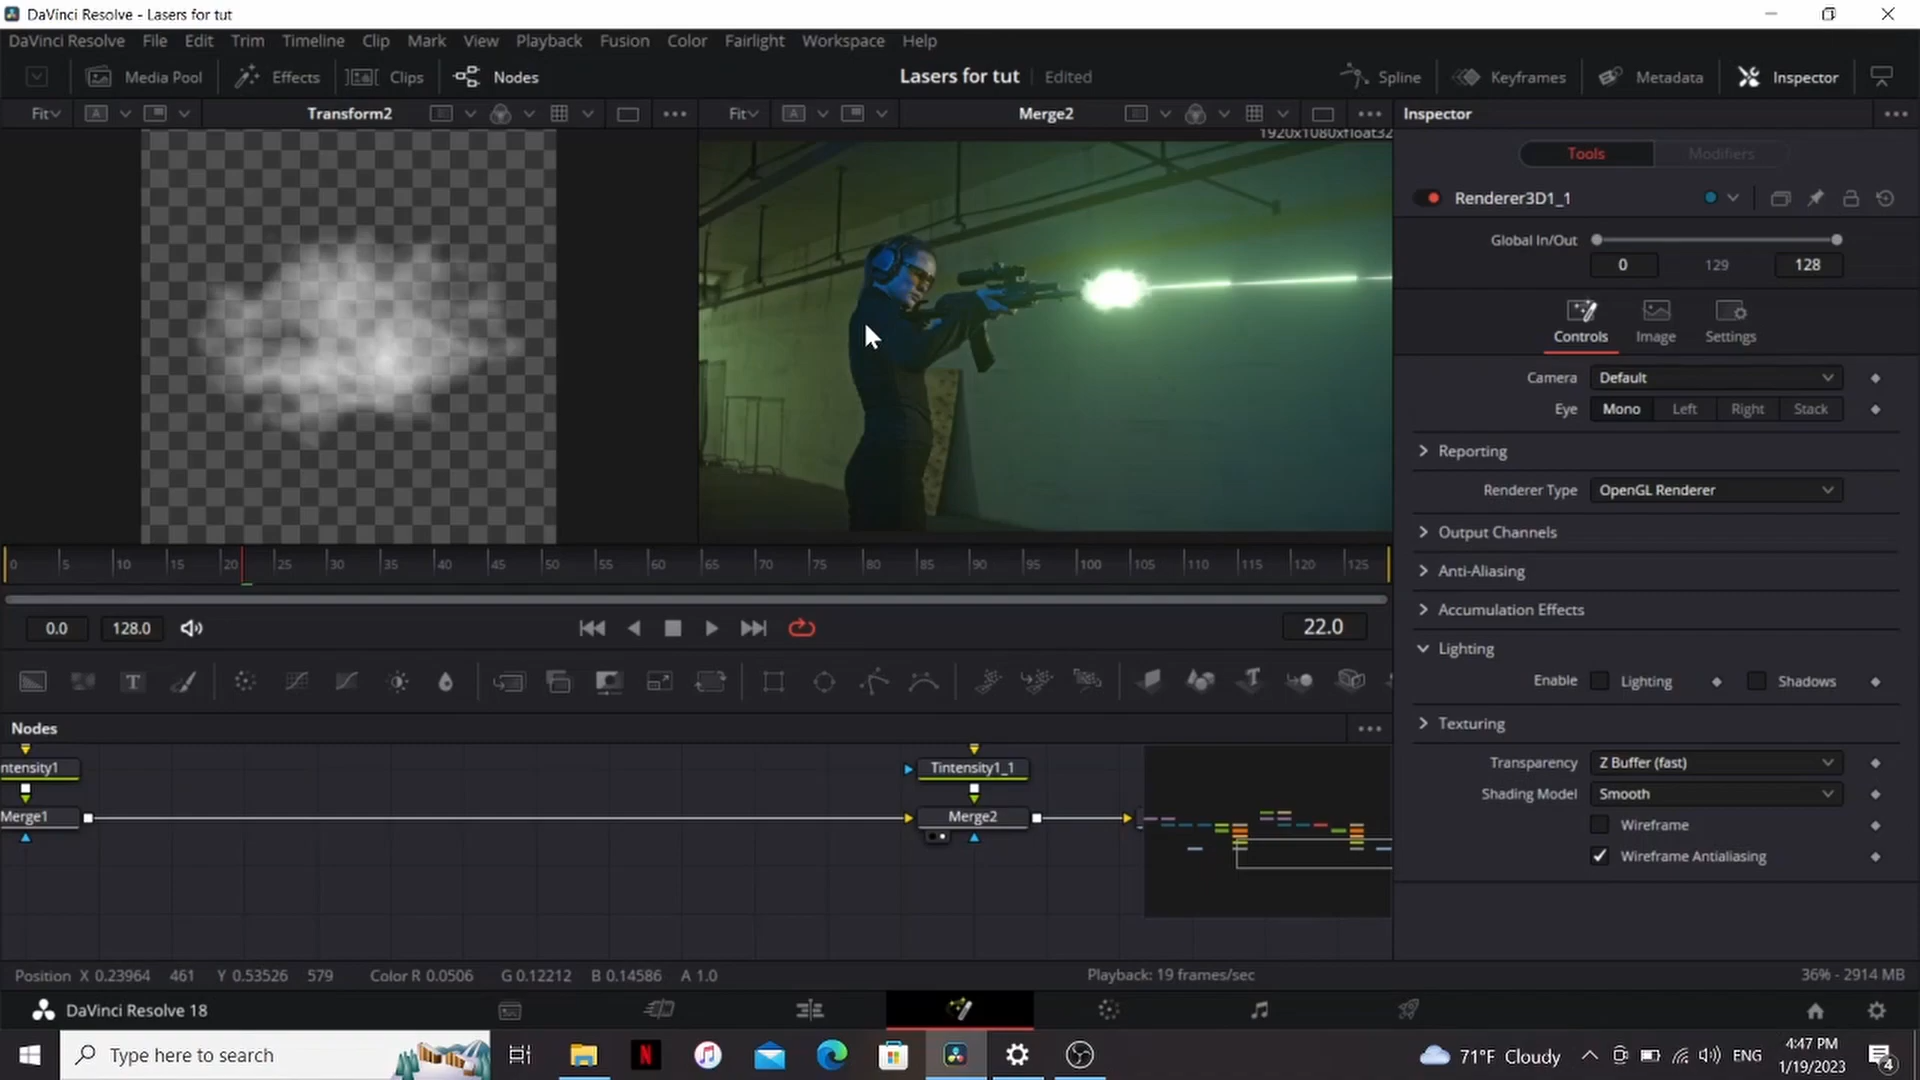 DaVinci Resolve - Lasers for tut
DaVinci Resolve File Edit Trim Timeline Clip Mark View Playback Fusion Color Fairlight Workspace Help
Media Pool Effects Clips Nodes Lasers for tut Edited Spline Keyframes Metadata Inspector
Fit A Transform2 Fit A Merge2 Inspector
1920x1080xfloat32
Tools Modifiers
Renderer3D1_1
Global In/Out
0 129 128
Controls Image Settings
Camera Default
Eye Mono Left Right Stack
Reporting
Renderer Type OpenGL Renderer
Output Channels
Anti-Aliasing
Accumulation Effects
Lighting
Enable Lighting Shadows
Texturing
Transparency Z Buffer (fast)
Shading Model Smooth
Wireframe
Wireframe Antialiasing
0 5 10 15 20 25 30 35 40 45 50 55 60 65 70 75 80 85 90 95 100 105 110 115 120 125
0.0 128.0 22.0
T T
Nodes
ntensity1 Tintensity1_1
Merge1 Merge2
Position X 0.23964 461 Y 0.53526 579 Color R 0.0506 G 0.12212 B 0.14586 A 1.0 Playback: 19 frames/sec 36% - 2914 MB
DaVinci Resolve 18
Type here to search N 71°F Cloudy ENG 4:47 PM
1/19/2023 4